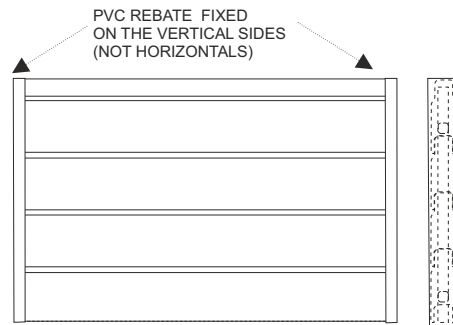 PVC REBATE FIXED
ON THE VERTICAL SIDES
(NOT HORIZONTALS)